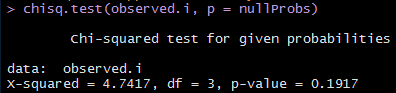 > chisq.test(observed.i, p = nullProbs)
Chi-squared test for given probabilities
data:  observed.i
X-squared = 4.7417, df = 3, p-value = 0.1917